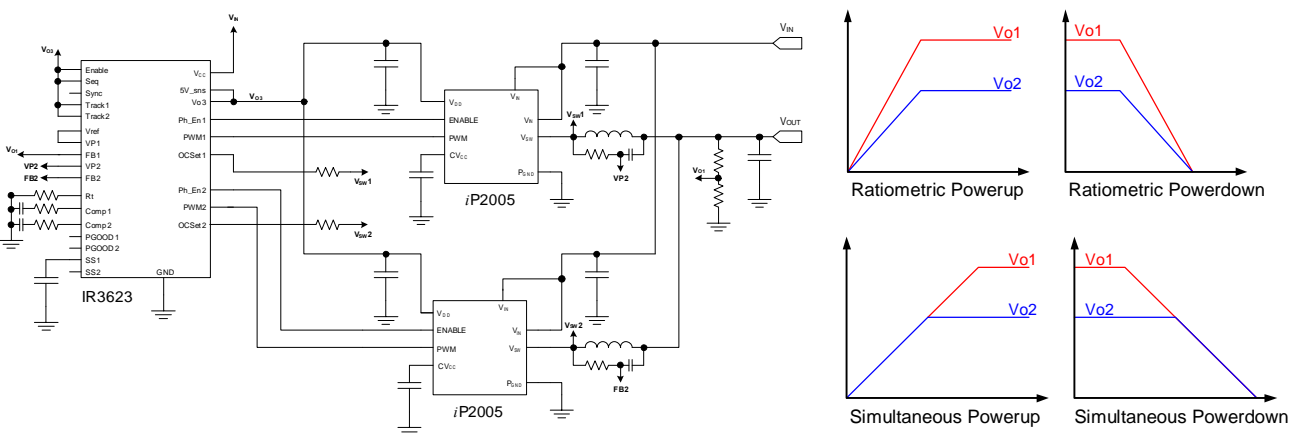 VIN
VO3
Enable
Seq
Sync
Track1
Track2
Vref
VP1
FB1
VP2
FB2
Rt
Comp1
Comp2
PGOOD1
PGOOD2
SS1
SS2
VCC
5V_sns
Vo3
Ph_En1
PWM1
OCSet1
Ph_En2
PWM2
OCSet2
GND
IR3623
VO1
VP2
FB2
VO3
VSW1
VSW2
VDD
VIN
ENABLE
VIN
PWM
VSW
CVCC
PGND
iP2005
VSW1
VP2
VO1
VIN
VOUT
VDD
VIN
ENABLE
VIN
PWM
VSW
CVCC
PGND
iP2005
VSW2
FB2
Vo1
Vo2
Ratiometric Powerup
Vo1
Vo2
Ratiometric Powerdown
Vo1
Vo2
Simultaneous Powerup
Vo1
Vo2
Simultaneous Powerdown